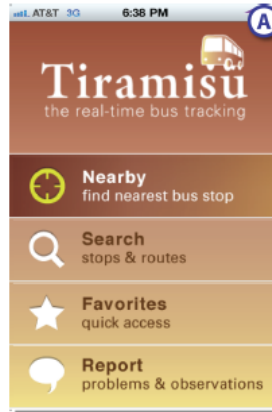 AT&T 3G 6:38 PM A
Tiramisu
the real-time bus tracking
Nearby
find nearest bus stop
Search
stops & routes
Favorites
quick access
Report
problems & observations